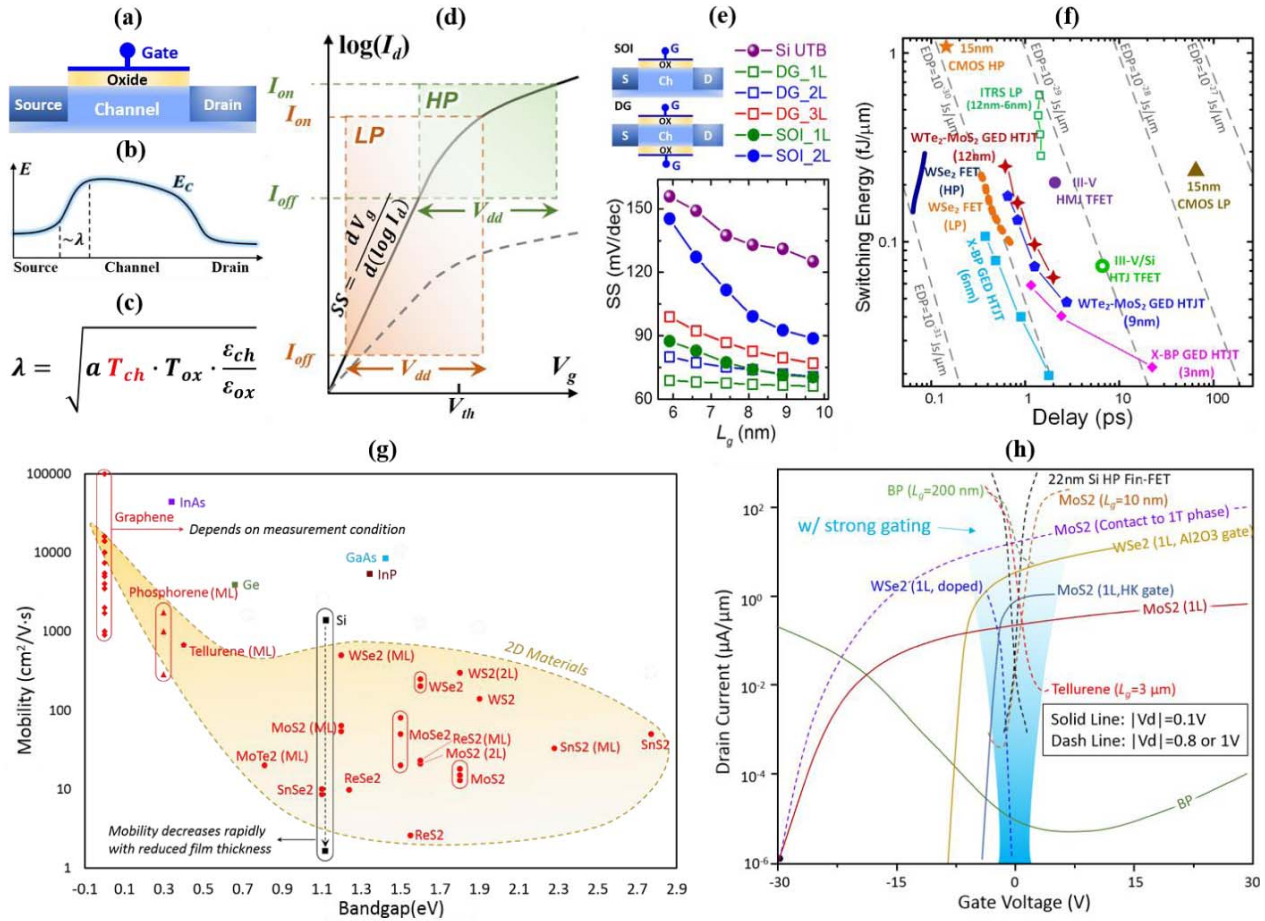 (a)
Gate
Oxide
Source
Channel
Drain
(b)
E
E_C
~λ
Source
Channel
Drain
(c)
λ = √(a T_ch · T_ox · ε_ch/ε_ox)
(d)
log(I_d)
I_on
I_on
HP
LP
I_off
V_dd
SS = dV_g/d(log I_d)
I_off
V_dd
V_g
V_th
(e)
SOI
G
OX
S Ch D
DG
G
OX
S Ch D
OX
G
Si UTB
DG_1L
DG_2L
DG_3L
SOI_1L
SOI_2L
SS (mV/dec)
150
120
90
60
6 7 8 9 10
L_g (nm)
(f)
Switching Energy (fJ/μm)
1
0.1
0.1 1 10 100
Delay (ps)
15nm
CMOS HP
EDP=10^-30 Js/μm
EDP=10^-29 Js/μm
EDP=10^-28 Js/μm
EDP=10^-27 Js/μm
EDP=10^-31 Js/μm
ITRS LP
(12nm-6nm)
WTe₂-MoS₂ GED HTJT
(12nm)
WSe₂ FET
(HP)
WSe₂ FET
(LP)
III-V
HMJ TFET
15nm
CMOS LP
X-BP GED HTJT
(6nm)
III-V/Si
HTJ TFET
WTe₂-MoS₂ GED HTJT
(9nm)
X-BP GED HTJT
(3nm)
(g)
Mobility (cm²/V·s)
100000
10000
1000
100
10
1
-0.1 0.3 0.5 0.7 0.9 1.1 1.3 1.5 1.7 1.9 2.1 2.3 2.5 2.7 2.9
Bandgap(eV)
InAs
Graphene
Depends on measurement condition
GaAs
InP
Ge
Phosphorene (ML)
Si
Tellurene (ML)
2D Materials
WSe2 (ML)
WS2(2L)
WSe2
WS2
MoS2 (ML)
MoSe2
ReS2 (ML)
MoS2 (2L)
SnS2 (ML)
SnS2
MoTe2 (ML)
MoS2
SnSe2
ReSe2
ReS2
Mobility decreases rapidly
with reduced film thickness
(h)
Drain Current (μA/μm)
10^2
10^0
10^-2
10^-4
10^-6
-30 -15 0 15 30
Gate Voltage (V)
22nm Si HP Fin-FET
BP (L_g=200 nm)
MoS2 (L_g=10 nm)
w/ strong gating
MoS2 (Contact to 1T phase)
WSe2 (1L, Al2O3 gate)
WSe2 (1L, doped)
MoS2 (1L,HK gate)
MoS2 (1L)
Tellurene (L_g=3 μm)
Solid Line: |Vd|=0.1V
Dash Line: |Vd|=0.8 or 1V
BP